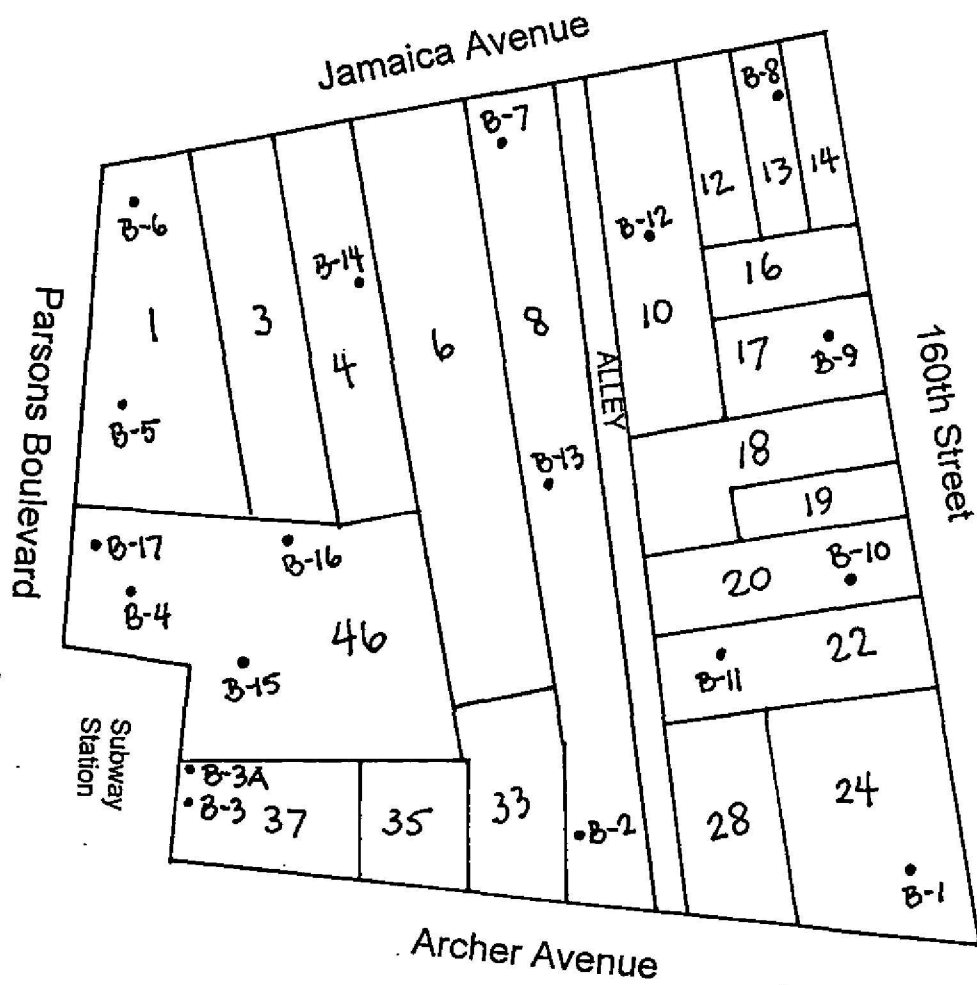 Jamaica Avenue
B-7
B-8
B-6
B-14
B-12
12
13
14
16
1
3
4
6
8
10
17
B-9
ALLEY
Parsons Boulevard
160th Street
B-5
B-13
18
19
B-17
B-16
B-4
46
B-15
20
B-10
22
B-11
Subway
Station
B-3A
B-3
37
35
33
B-2
28
24
B-1
Archer Avenue